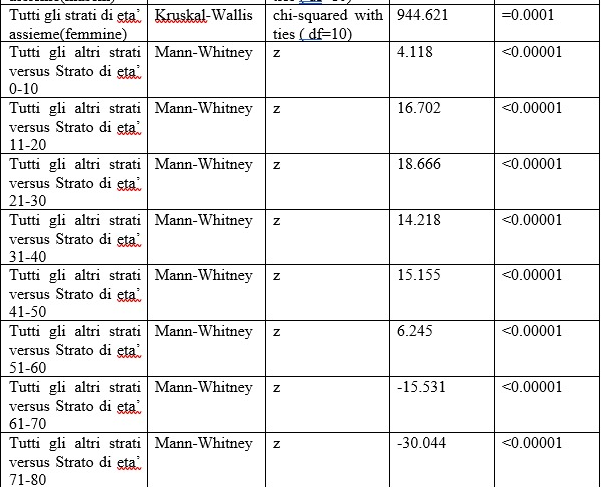 Tutti gli strati di eta' Kruskal-Wallis chi-squared with 944.621 =0.0001
assieme(femmine) ties ( df=10)
Tutti gli altri strati Mann-Whitney z 4.118 <0.00001
versus Strato di eta'
0-10
Tutti gli altri strati Mann-Whitney z 16.702 <0.00001
versus Strato di eta'
11-20
Tutti gli altri strati Mann-Whitney z 18.666 <0.00001
versus Strato di eta'
21-30
Tutti gli altri strati Mann-Whitney z 14.218 <0.00001
versus Strato di eta'
31-40
Tutti gli altri strati Mann-Whitney z 15.155 <0.00001
versus Strato di eta'
41-50
Tutti gli altri strati Mann-Whitney z 6.245 <0.00001
versus Strato di eta'
51-60
Tutti gli altri strati Mann-Whitney z -15.531 <0.00001
versus Strato di eta'
61-70
Tutti gli altri strati Mann-Whitney z -30.044 <0.00001
versus Strato di eta'
71-80